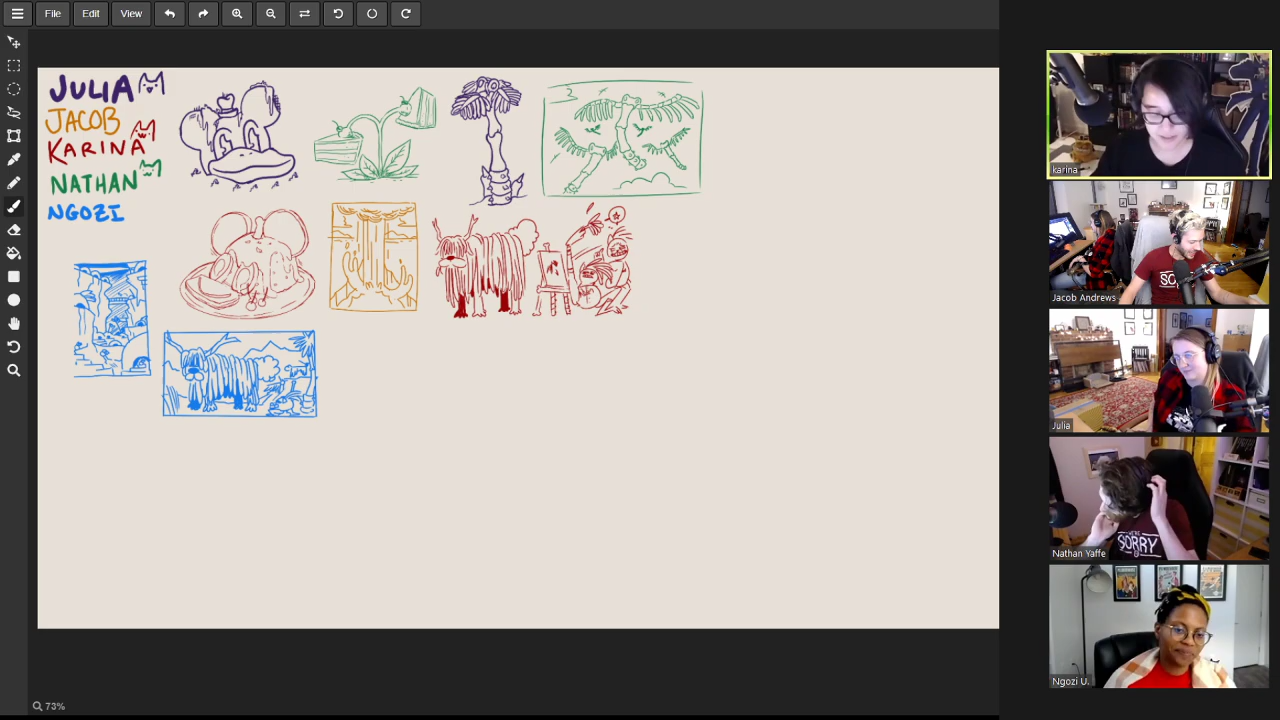 File Edit View
JULIA
JACOB
KARINA
NATHAN
NGOZI
73%
karina
Jacob Andrews
Julia
SORRY
Nathan Yaffe
Ngozi U.